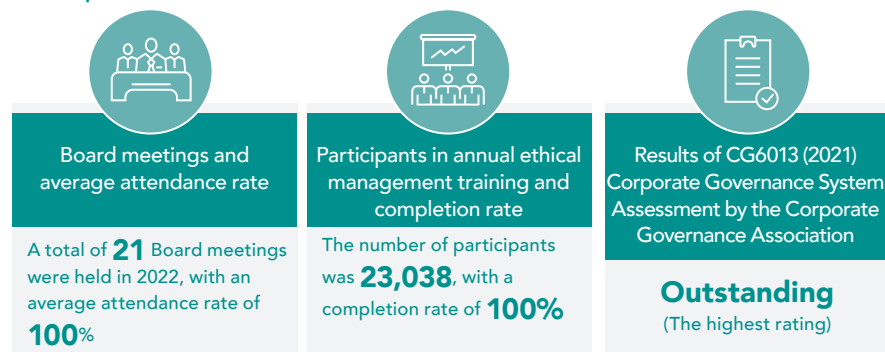 Board meetings and
average attendance rate
A total of 21 Board meetings
were held in 2022, with an
average attendance rate of
100%
Participants in annual ethical
management training and
completion rate
The number of participants
was 23,038, with a
completion rate of 100%
Results of CG6013 (2021)
Corporate Governance System
Assessment by the Corporate
Governance Association
Outstanding
(The highest rating)